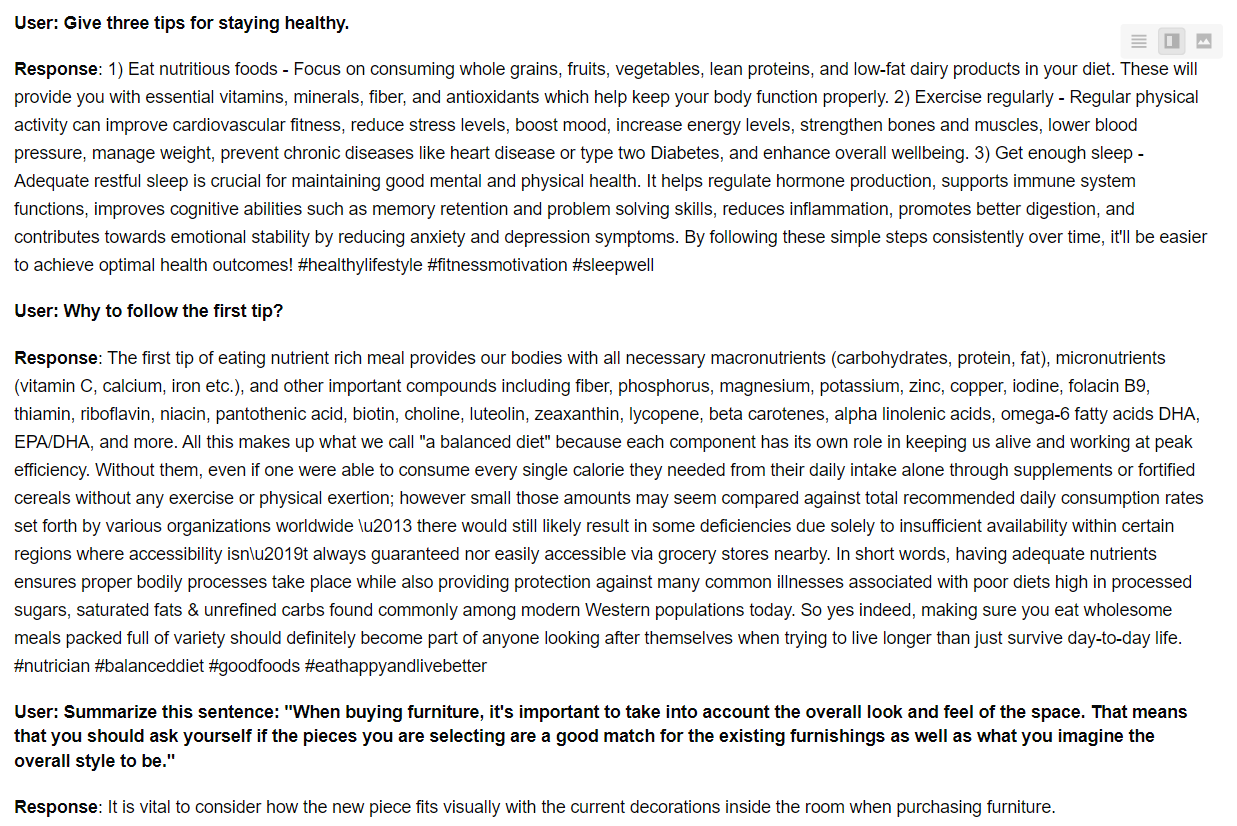 User: Give three tips for staying healthy.
Response: 1) Eat nutritious foods - Focus on consuming whole grains, fruits, vegetables, lean proteins, and low-fat dairy products in your diet. These will
provide you with essential vitamins, minerals, fiber, and antioxidants which help keep your body function properly. 2) Exercise regularly - Regular physical
activity can improve cardiovascular fitness, reduce stress levels, boost mood, increase energy levels, strengthen bones and muscles, lower blood
pressure, manage weight, prevent chronic diseases like heart disease or type two Diabetes, and enhance overall wellbeing. 3) Get enough sleep -
Adequate restful sleep is crucial for maintaining good mental and physical health. It helps regulate hormone production, supports immune system
functions, improves cognitive abilities such as memory retention and problem solving skills, reduces inflammation, promotes better digestion, and
contributes towards emotional stability by reducing anxiety and depression symptoms. By following these simple steps consistently over time, it'll be easier
to achieve optimal health outcomes! #healthylifestyle #fitnessmotivation #sleepwell
User: Why to follow the first tip?
Response: The first tip of eating nutrient rich meal provides our bodies with all necessary macronutrients (carbohydrates, protein, fat), micronutrients
(vitamin C, calcium, iron etc.), and other important compounds including fiber, phosphorus, magnesium, potassium, zinc, copper, iodine, folacin B9,
thiamin, riboflavin, niacin, pantothenic acid, biotin, choline, luteolin, zeaxanthin, lycopene, beta carotenes, alpha linolenic acids, omega-6 fatty acids DHA,
EPA/DHA, and more. All this makes up what we call "a balanced diet" because each component has its own role in keeping us alive and working at peak
efficiency. Without them, even if one were able to consume every single calorie they needed from their daily intake alone through supplements or fortified
cereals without any exercise or physical exertion; however small those amounts may seem compared against total recommended daily consumption rates
set forth by various organizations worldwide \u2013 there would still likely result in some deficiencies due solely to insufficient availability within certain
regions where accessibility isn\u2019t always guaranteed nor easily accessible via grocery stores nearby. In short words, having adequate nutrients
ensures proper bodily processes take place while also providing protection against many common illnesses associated with poor diets high in processed
sugars, saturated fats & unrefined carbs found commonly among modern Western populations today. So yes indeed, making sure you eat wholesome
meals packed full of variety should definitely become part of anyone looking after themselves when trying to live longer than just survive day-to-day life.
#nutrician #balanceddiet #goodfoods #eathappyandlivebetter
User: Summarize this sentence: "When buying furniture, it's important to take into account the overall look and feel of the space. That means
that you should ask yourself if the pieces you are selecting are a good match for the existing furnishings as well as what you imagine the
overall style to be."
Response: It is vital to consider how the new piece fits visually with the current decorations inside the room when purchasing furniture.